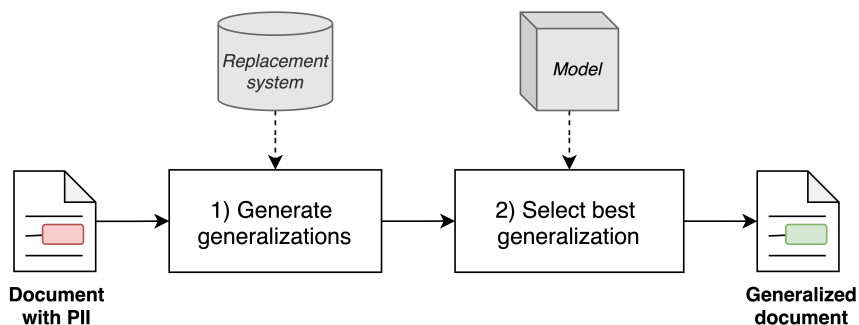 Replacement
system
Model
1) Generate
generalizations
2) Select best
generalization
Document
with PII
Generalized
document